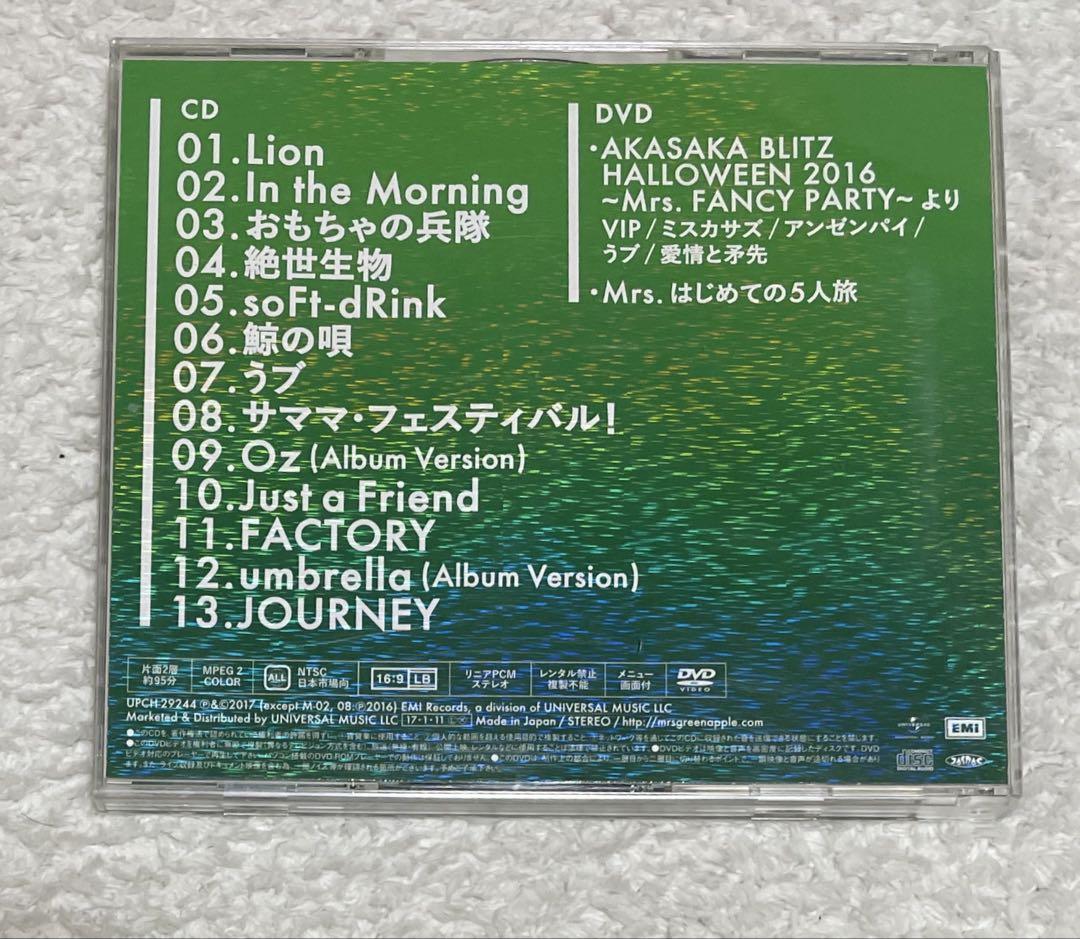 CD
01.Lion
02.In the Morning
03.おもちゃの兵隊
04.絶世生物
05.soFt-dRink
06.鯨の唄
07.うブ
08.サママ・フェスティバル!
09.Oz (Album Version)
10.Just a Friend
11.FACTORY
12.umbrella (Album Version)
13.JOURNEY
DVD
・AKASAKA BLITZ
HALLOWEEN 2016
~Mrs. FANCY PARTY~ より
VIP / ミスカサズ / アンゼンパイ /
うブ / 愛情と矛先
・Mrs. はじめての5人旅
片面2層
約95分
MPEG 2
COLOR
ALL
NTSC
日本市場向
16:9 LB
リニアPCM
ステレオ
レンタル禁止
複製不能
メニュー
画面付
DVD
VIDEO
UPCH-29244 Ⓟ&©2017 (except M-02, 08:Ⓟ2016) EMI Records, a division of UNIVERSAL MUSIC LLC
Marketed & Distributed by UNIVERSAL MUSIC LLC 17・1・11 Made in Japan / STEREO / http://mrsgreenapple.com
UNIVERSAL
EMI
COMPACT
disc
DIGITAL AUDIO
JASRAC